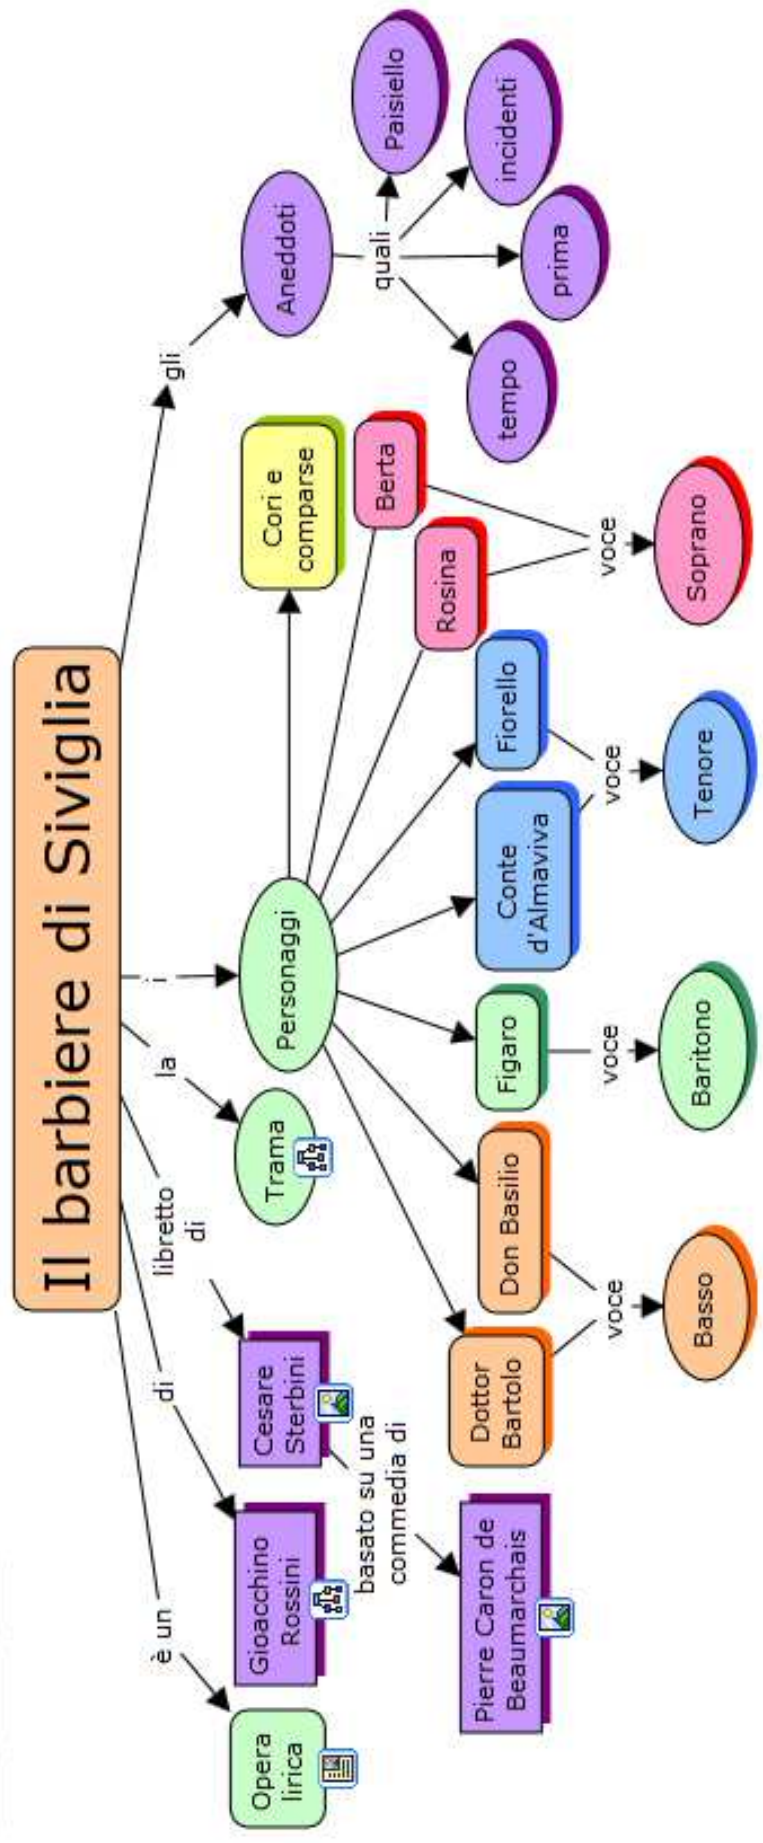 Il barbiere di Siviglia
è un
di
libretto
di
la
i
gli
Opera
lirica
Gioacchino
Rossini
Cesare
Sterbini
Trama
Personaggi
Cori e
comparse
Aneddoti
basato su una
commedia di
Pierre Caron de
Beaumarchais
Dottor
Bartolo
Don Basilio
Figaro
Conte
d'Almaviva
Fiorello
Rosina
Berta
quali
tempo
prima
incidenti
Paisiello
voce
voce
voce
voce
Basso
Baritono
Tenore
Soprano